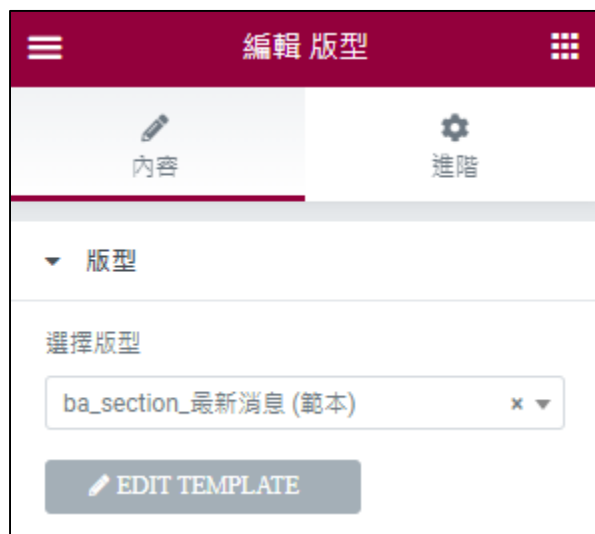 編輯 版型
內容
進階
版型
選擇版型
ba_section_最新消息 (範本)
EDIT TEMPLATE